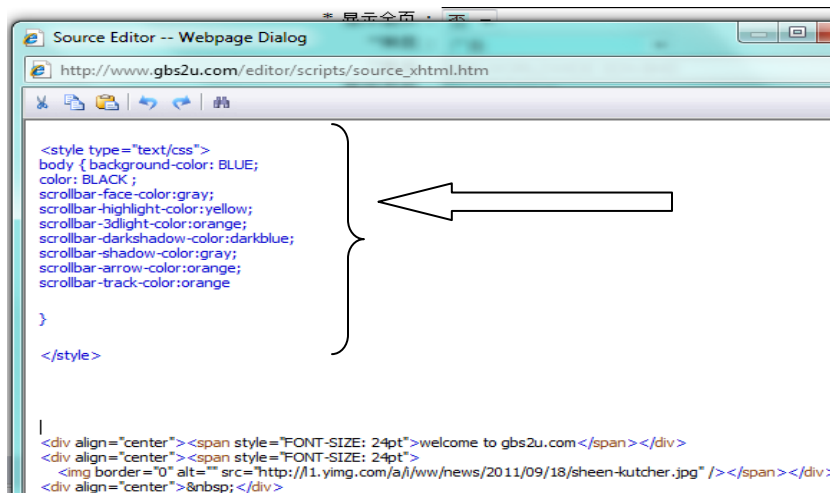 * 显示全页 : 否
Source Editor -- Webpage Dialog
http://www.gbs2u.com/editor/scripts/source_xhtml.htm
<style type="text/css">
body { background-color: BLUE;
color: BLACK ;
scrollbar-face-color:gray;
scrollbar-highlight-color:yellow;
scrollbar-3dlight-color:orange;
scrollbar-darkshadow-color:darkblue;
scrollbar-shadow-color:gray;
scrollbar-arrow-color:orange;
scrollbar-track-color:orange
}
</style>
<div align="center"><span style="FONT-SIZE: 24pt">welcome to gbs2u.com</span></div>
<div align="center"><span style="FONT-SIZE: 24pt">
<img border="0" alt="" src="http://l1.yimg.com/a/i/ww/news/2011/09/18/sheen-kutcher.jpg" /></span></div>
<div align="center">&nbsp;</div>